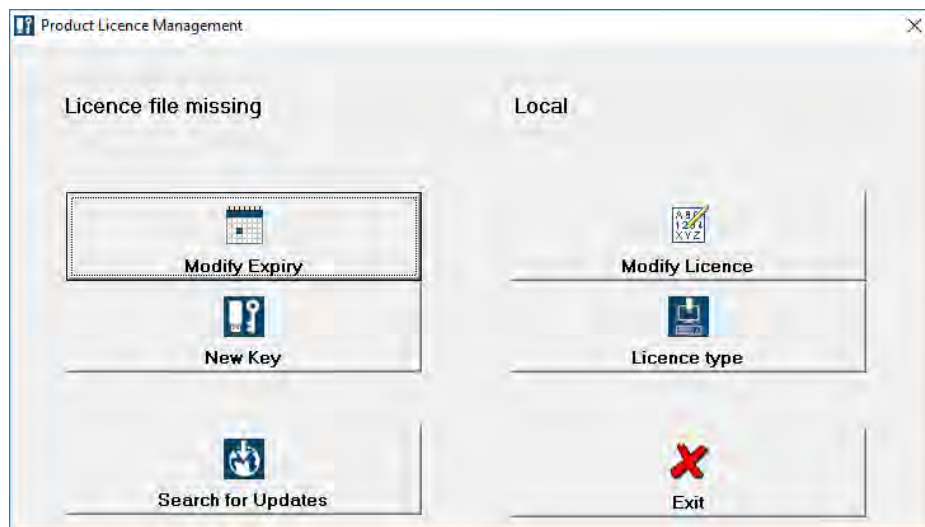 Product Licence Management
Licence file missing
Local
Modify Expiry
Modify Licence
New Key
Licence type
Search for Updates
Exit